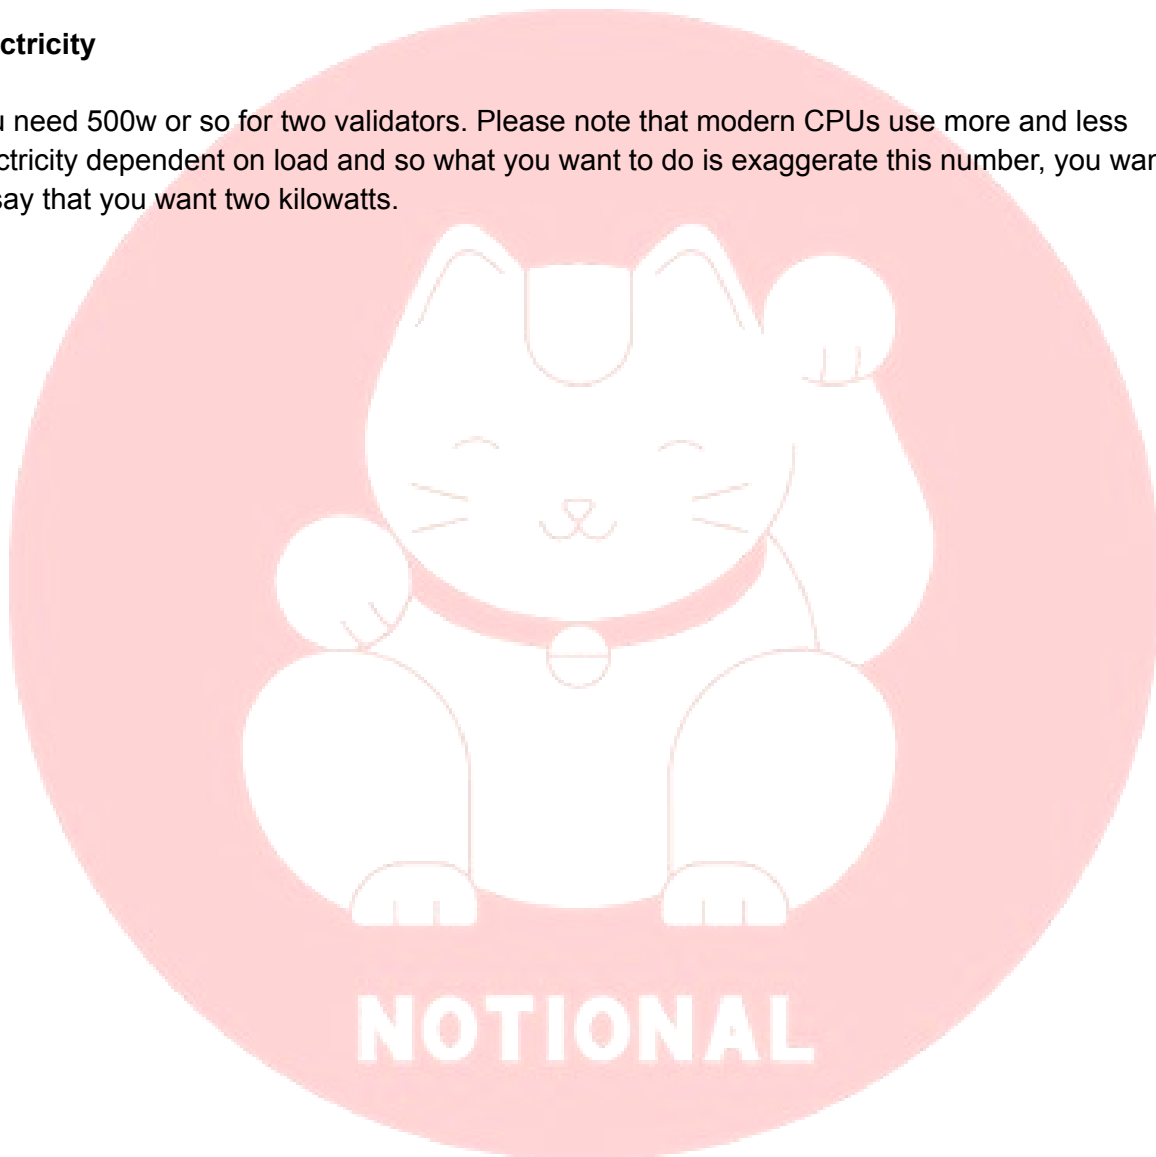 ctricity
u need 500w or so for two validators. Please note that modern CPUs use more and less
ctricity dependent on load and so what you want to do is exaggerate this number, you wan
say that you want two kilowatts.
NOTIONAL